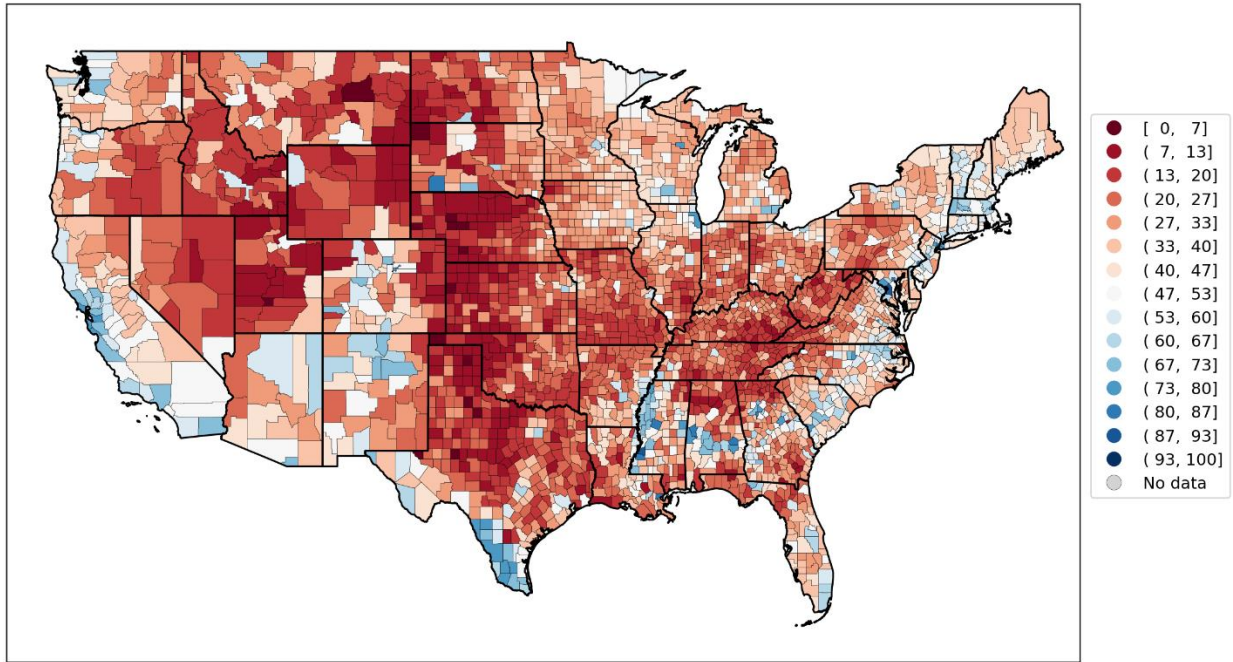 [ 0, 7]
( 7, 13]
( 13, 20]
( 20, 27]
( 27, 33]
( 33, 40]
( 40, 47]
( 47, 53]
( 53, 60]
( 60, 67]
( 67, 73]
( 73, 80]
( 80, 87]
( 87, 93]
( 93, 100]
No data